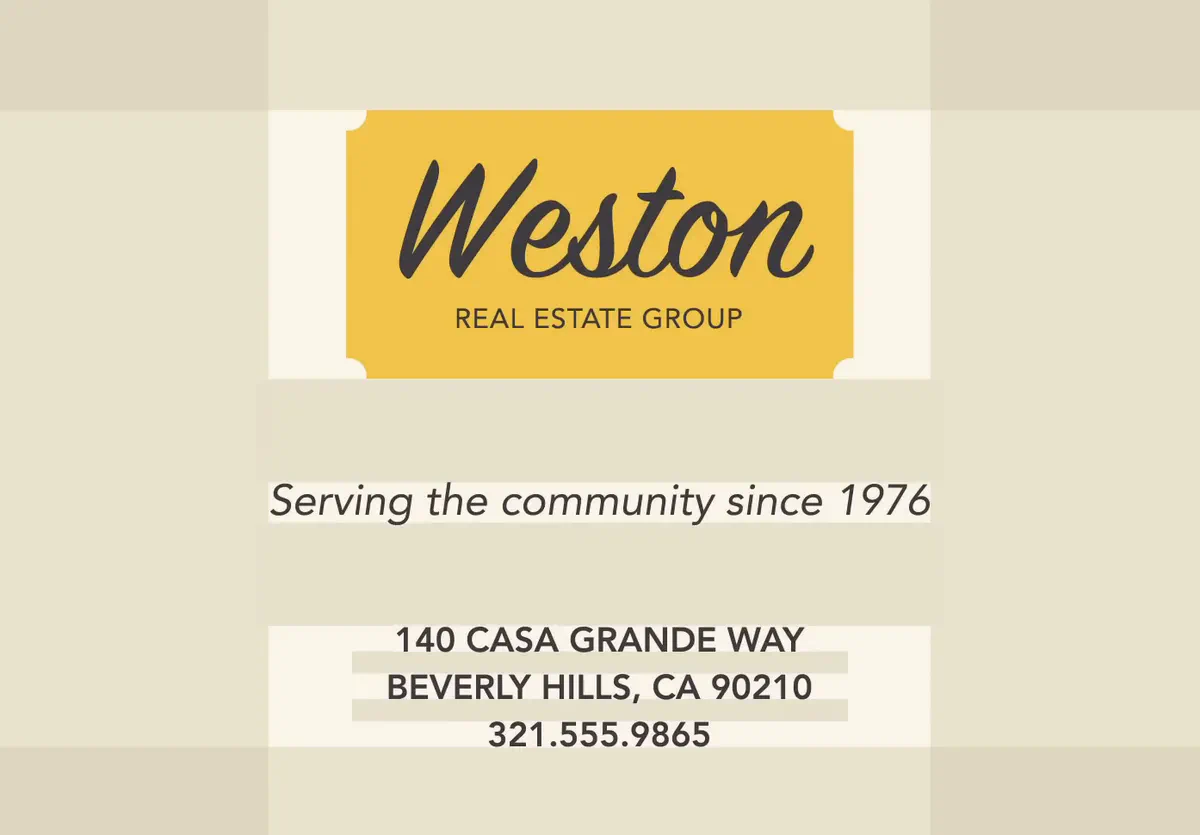 Weston
REAL ESTATE GROUP
Serving the community since 1976
140 CASA GRANDE WAY
BEVERLY HILLS, CA 90210
321.555.9865